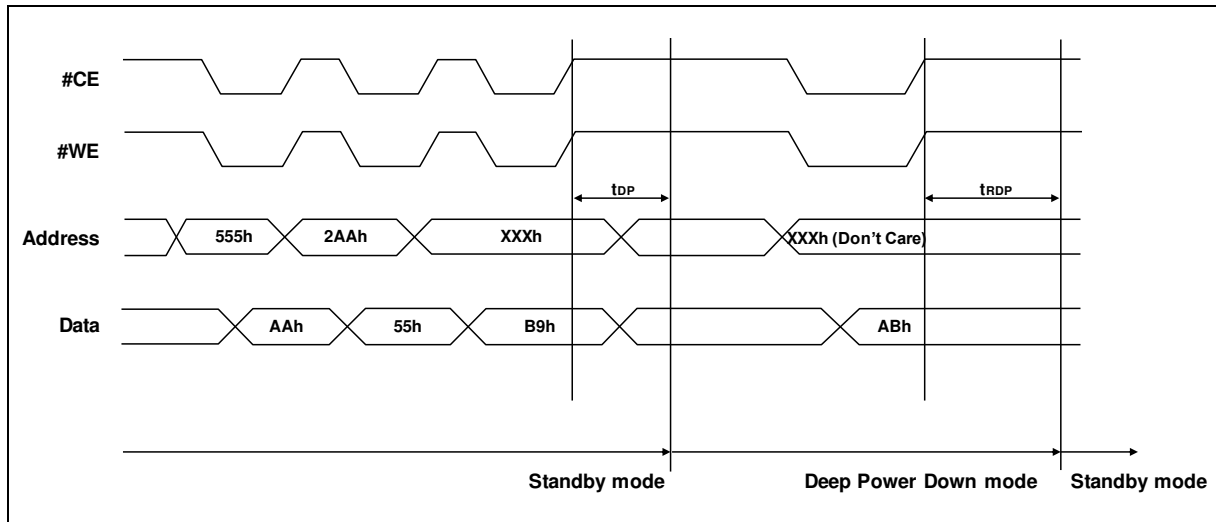 #CE
#WE
tDP
tRDP
Address
555h
2AAh
XXXh
XXXh (Don't Care)
Data
AAh
55h
B9h
ABh
Standby mode
Deep Power Down mode
Standby mode